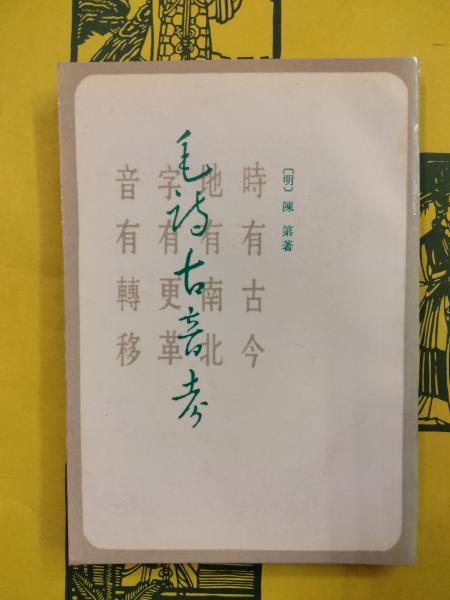 〔明〕陳 第著
毛詩古音考
時有古今
地有南北
字有更革
音有轉移